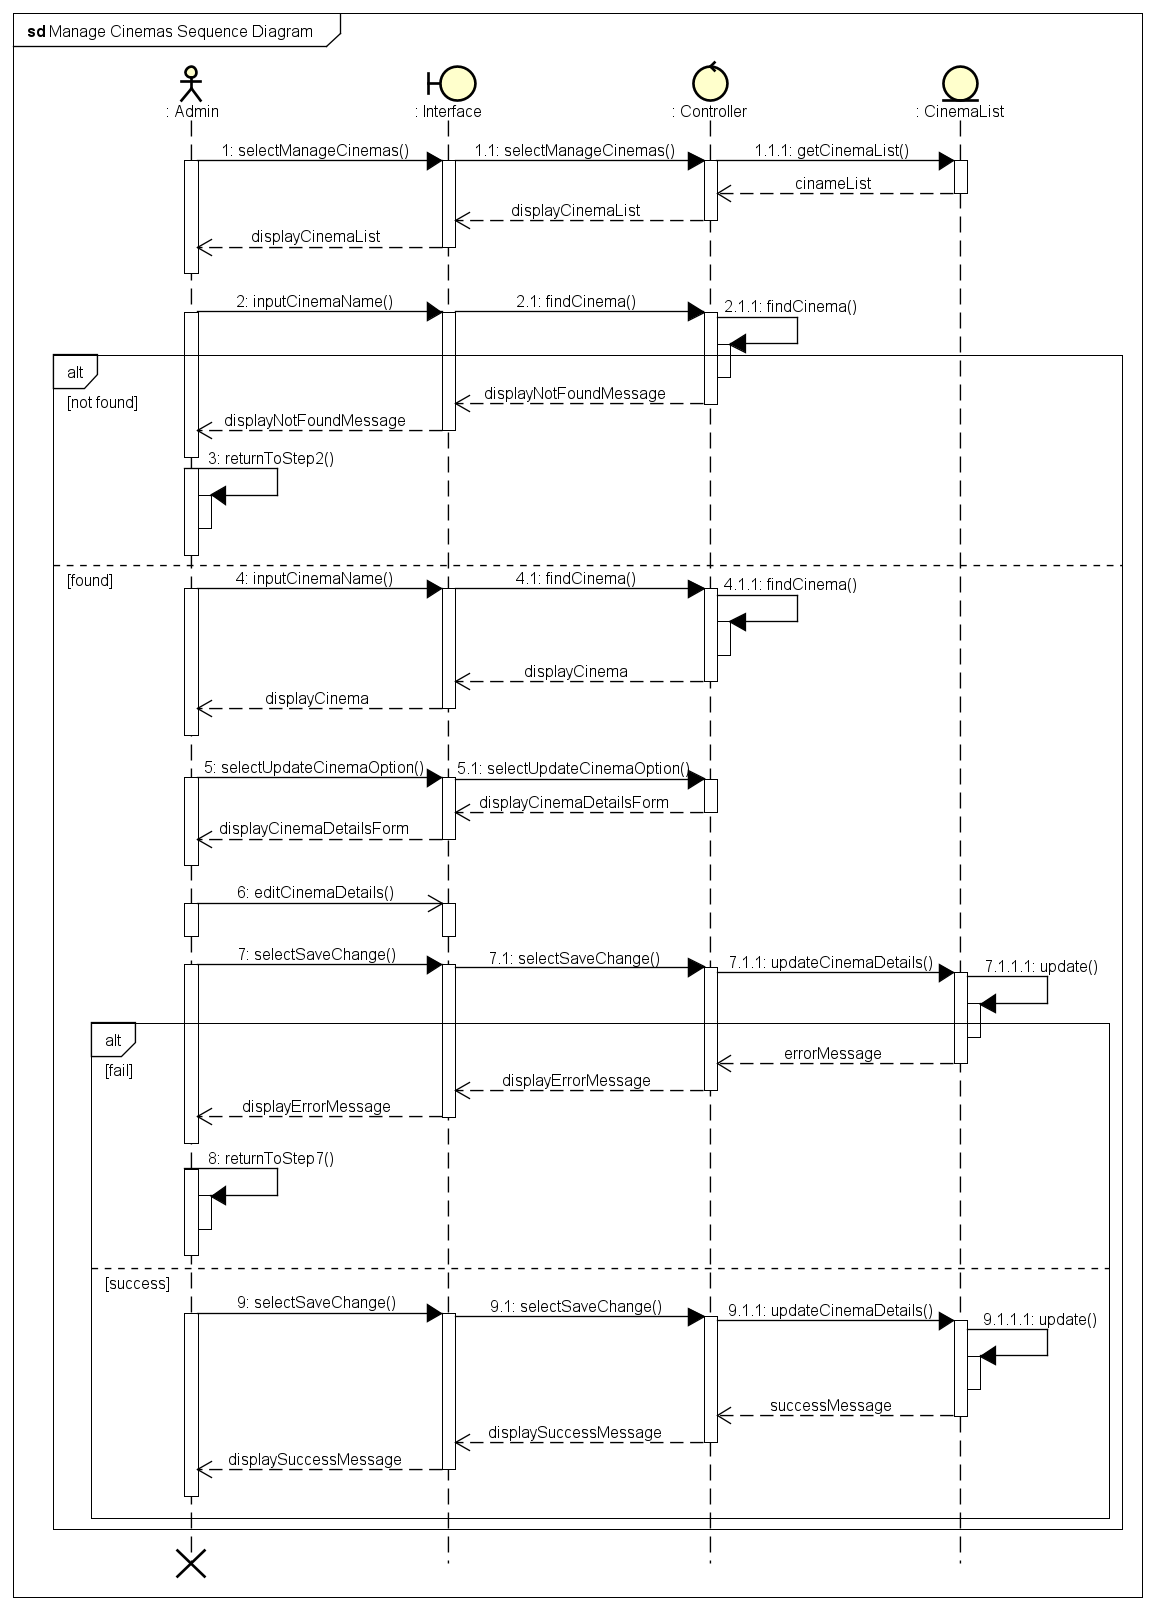 sd Manage Cinemas Sequence Diagram
: Admin
: Interface
: Controller
: CinemaList
1: selectManageCinemas()
1.1: selectManageCinemas()
1.1.1: getCinemaList()
cinameList
displayCinemaList
displayCinemaList
2: inputCinemaName()
2.1: findCinema()
2.1.1: findCinema()
alt
[not found]
displayNotFoundMessage
displayNotFoundMessage
3: returnToStep2()
[found]
4: inputCinemaName()
4.1: findCinema()
4.1.1: findCinema()
displayCinema
displayCinema
5: selectUpdateCinemaOption()
5.1: selectUpdateCinemaOption()
displayCinemaDetailsForm
displayCinemaDetailsForm
6: editCinemaDetails()
7: selectSaveChange()
7.1: selectSaveChange()
7.1.1: updateCinemaDetails()
7.1.1.1: update()
alt
[fail]
errorMessage
displayErrorMessage
displayErrorMessage
8: returnToStep7()
[success]
9: selectSaveChange()
9.1: selectSaveChange()
9.1.1: updateCinemaDetails()
9.1.1.1: update()
successMessage
displaySuccessMessage
displaySuccessMessage